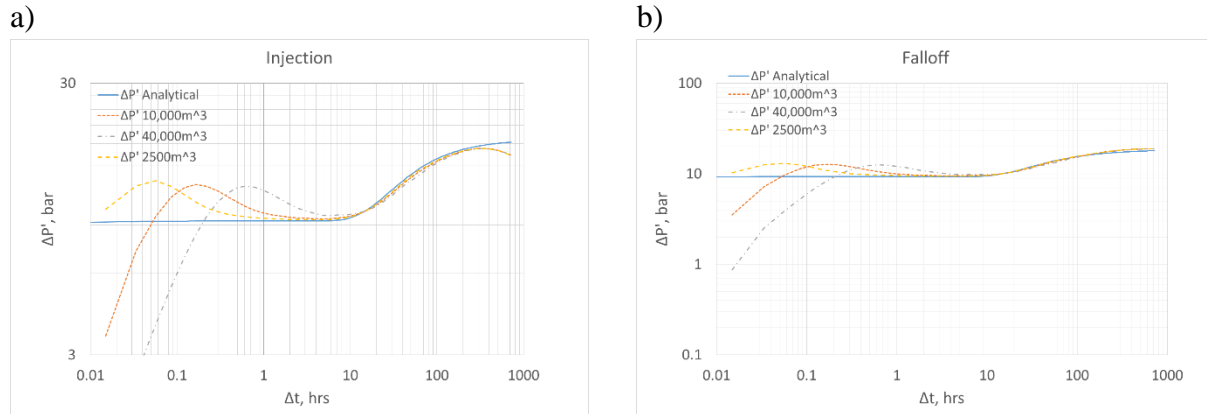 a)
Injection
30
ΔP' Analytical
ΔP' 10,000m^3
ΔP' 40,000m^3
ΔP' 2500m^3
ΔP', bar
3
0.01 0.1 1 10 100 1000
Δt, hrs
b)
Falloff
100
ΔP' Analytical
ΔP' 10,000m^3
ΔP' 40,000m^3
ΔP' 2500m^3
10
ΔP', bar
1
0.1
0.01 0.1 1 10 100 1000
Δt, hrs